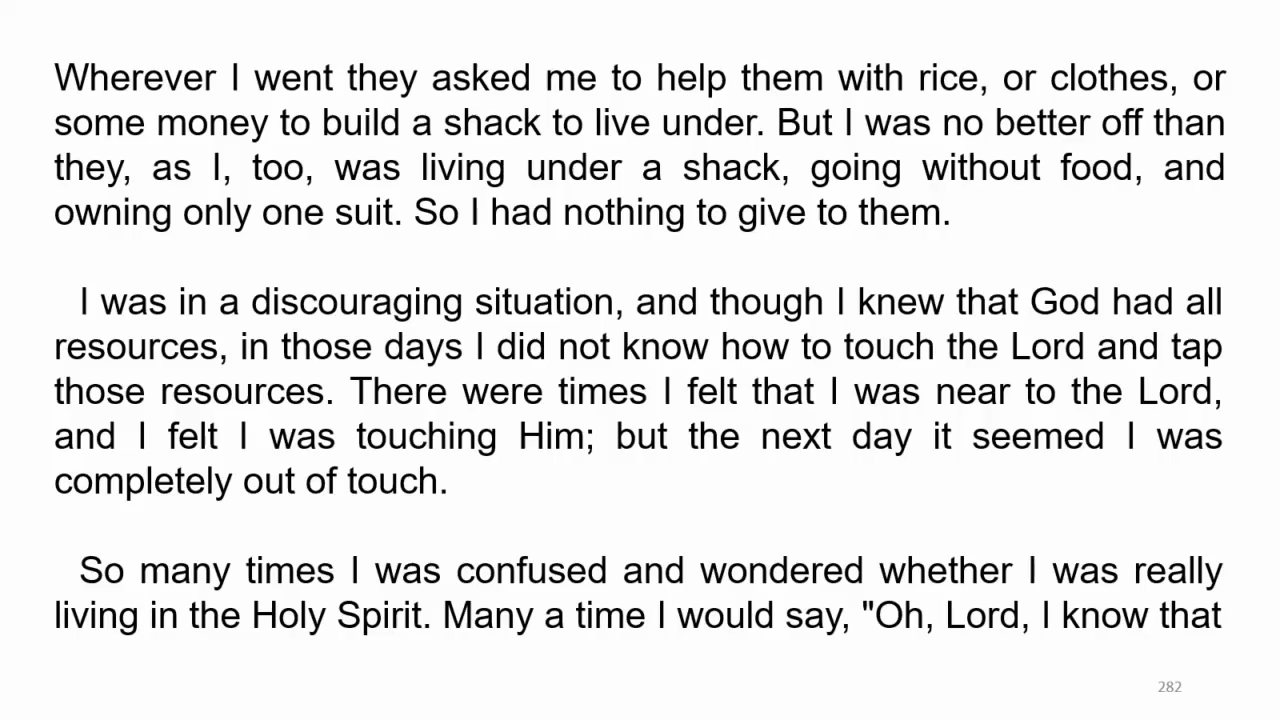 Wherever I went they asked me to help them with rice, or clothes, or
some money to build a shack to live under. But I was no better off than
they, as I, too, was living under a shack, going without food, and
owning only one suit. So I had nothing to give to them.
I was in a discouraging situation, and though I knew that God had all
resources, in those days I did not know how to touch the Lord and tap
those resources. There were times I felt that I was near to the Lord,
and I felt I was touching Him; but the next day it seemed I was
completely out of touch.
So many times I was confused and wondered whether I was really
living in the Holy Spirit. Many a time I would say, "Oh, Lord, I know that
282